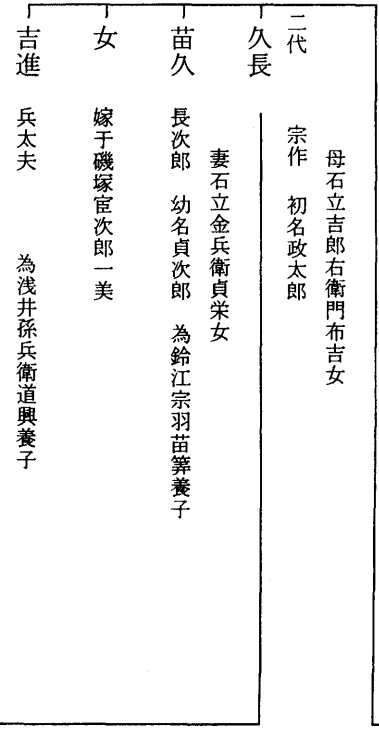 母石立吉郎右衛門布吉女
二代
久長 宗作 初名政太郎
妻石立金兵衛貞栄女
苗久 長次郎 幼名貞次郎 為鈴江宗羽苗筭養子
女 嫁于磯塚宦次郎一美
吉進 兵太夫 為浅井孫兵衛道興養子